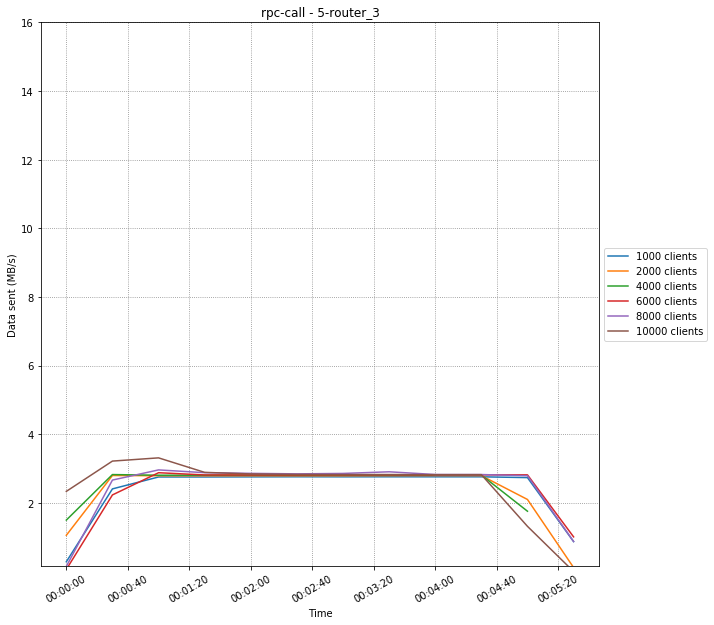 rpc-call - 5-router_3
16
14
12
10
8
6
4
2
Data sent (MB/s)
00:00:00
00:00:40
00:01:20
00:02:00
00:02:40
00:03:20
00:04:00
00:04:40
00:05:20
Time
1000 clients
2000 clients
4000 clients
6000 clients
8000 clients
10000 clients